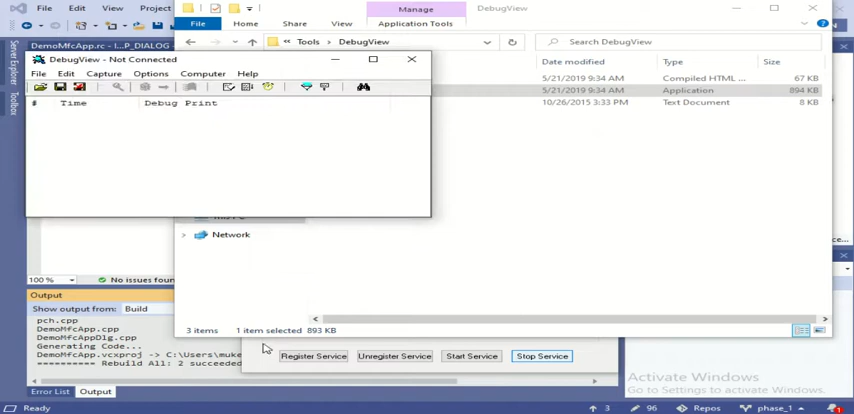 File Edit View Project
Manage
DebugView
DemoMfcApp.rc - I...P_DIALOG
File Home Share View Application Tools
« Tools > DebugView
Search DebugView
DebugView - Not Connected
File Edit Capture Options Computer Help
# Time Debug Print
Date modified Type Size
5/21/2019 9:34 AM Compiled HTML ... 67 KB
5/21/2019 9:34 AM Application 894 KB
10/26/2015 3:33 PM Text Document 8 KB
Server Explorer
Toolbox
Network
100 % No issues foun
Output
Show output from: Build
pch.cpp
DemoMfcApp.cpp
DemoMfcAppDlg.cpp
Generating Code...
DemoMfcApp.vcxproj -> C:\Users\muke
========== Rebuild All: 2 succeeded
3 items 1 item selected 893 KB
Register Service Unregister Service Start Service Stop Service
Activate Windows
Go to Settings to activate Windows.
Error List Output
Ready 3 96 Repos phase_1 1